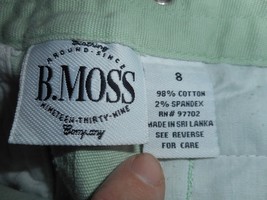 Clothing
AROUND · SINCE
B.MOSS
NINETEEN-THIRTY-NINE
Company
8
98% COTTON
2% SPANDEX
RN# 97702
MADE IN SRI LANKA
SEE REVERSE
FOR CARE